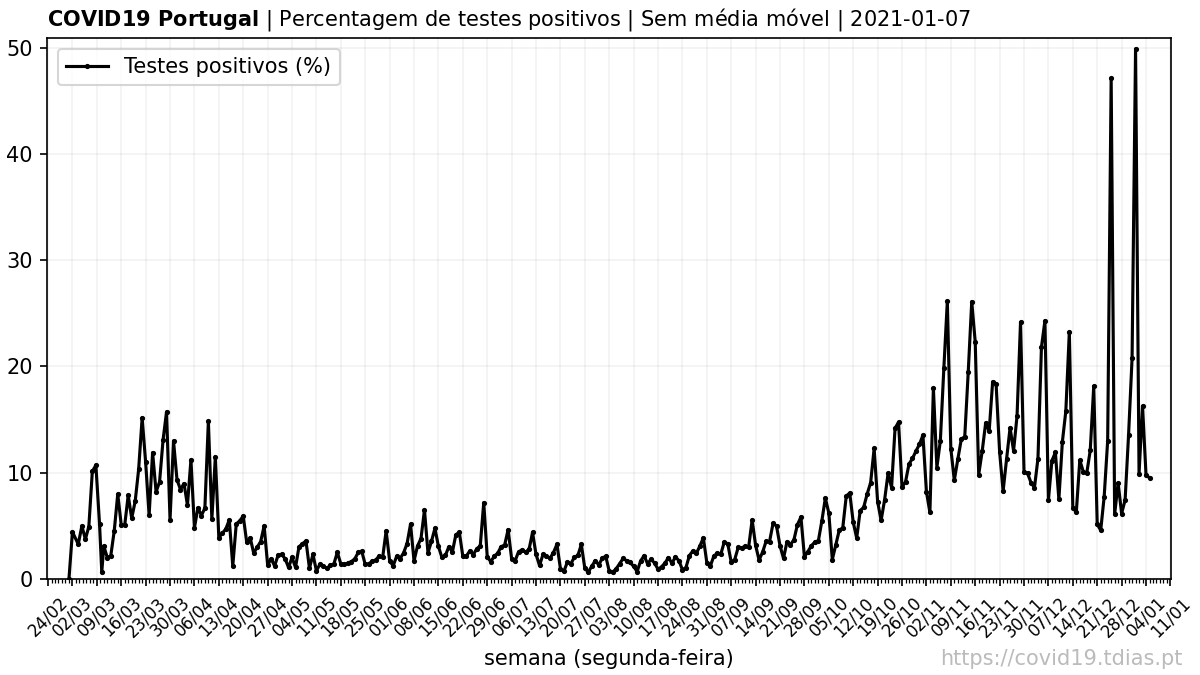 COVID19 Portugal | Percentagem de testes positivos | Sem média móvel | 2021-01-07
Testes positivos (%)
50
40
30
20
10
0
24/02 02/03 09/03 16/03 23/03 30/03 06/04 13/04 20/04 27/04 04/05 11/05 18/05 25/05 01/06 08/06 15/06 22/06 29/06 06/07 13/07 20/07 27/07 03/08 10/08 17/08 24/08 31/08 07/09 14/09 21/09 28/09 05/10 12/10 19/10 26/10 02/11 09/11 16/11 23/11 30/11 07/12 14/12 21/12 28/12 04/01 11/01
semana (segunda-feira)
https://covid19.tdias.pt